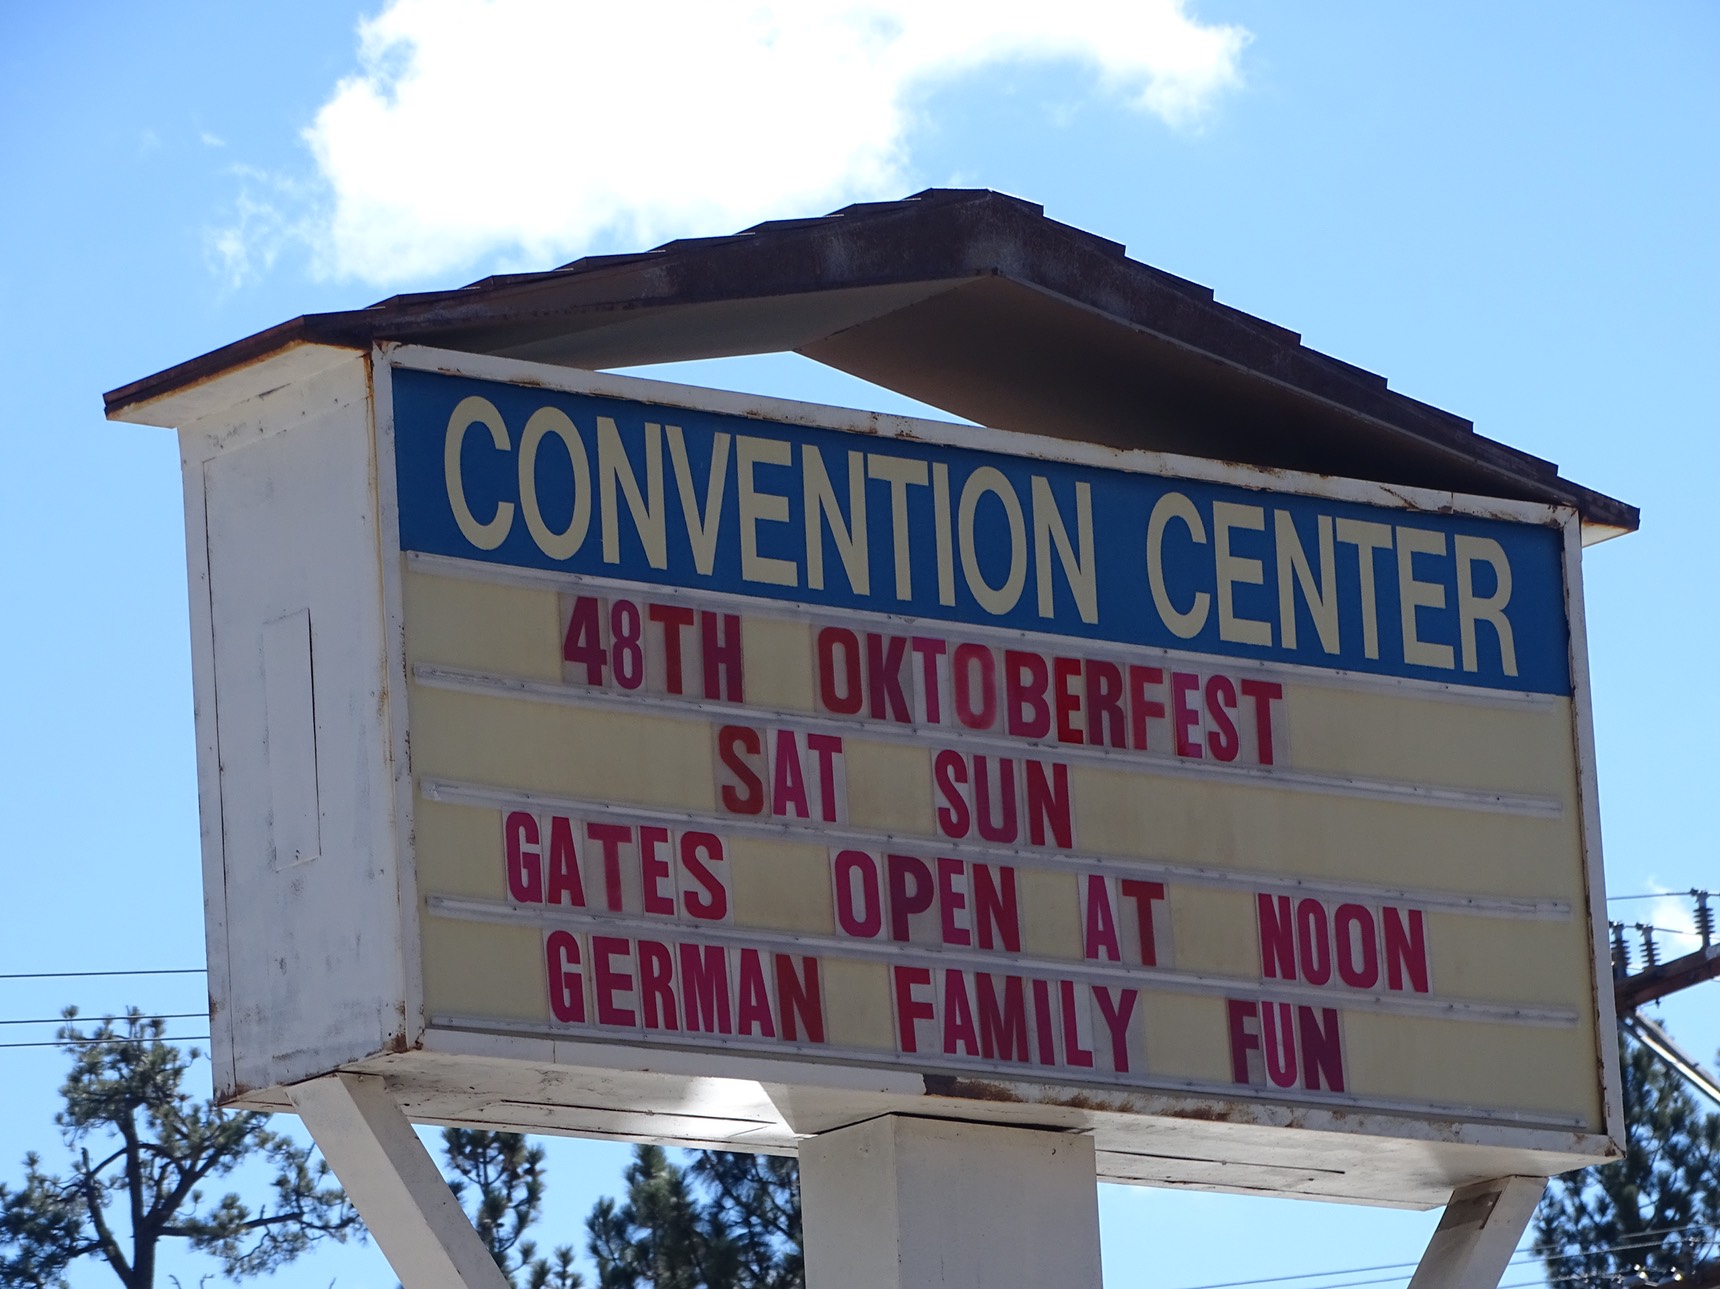 CONVENTION CENTER
48TH OKTOBERFEST
SAT SUN
GATES OPEN AT NOON
GERMAN FAMILY FUN